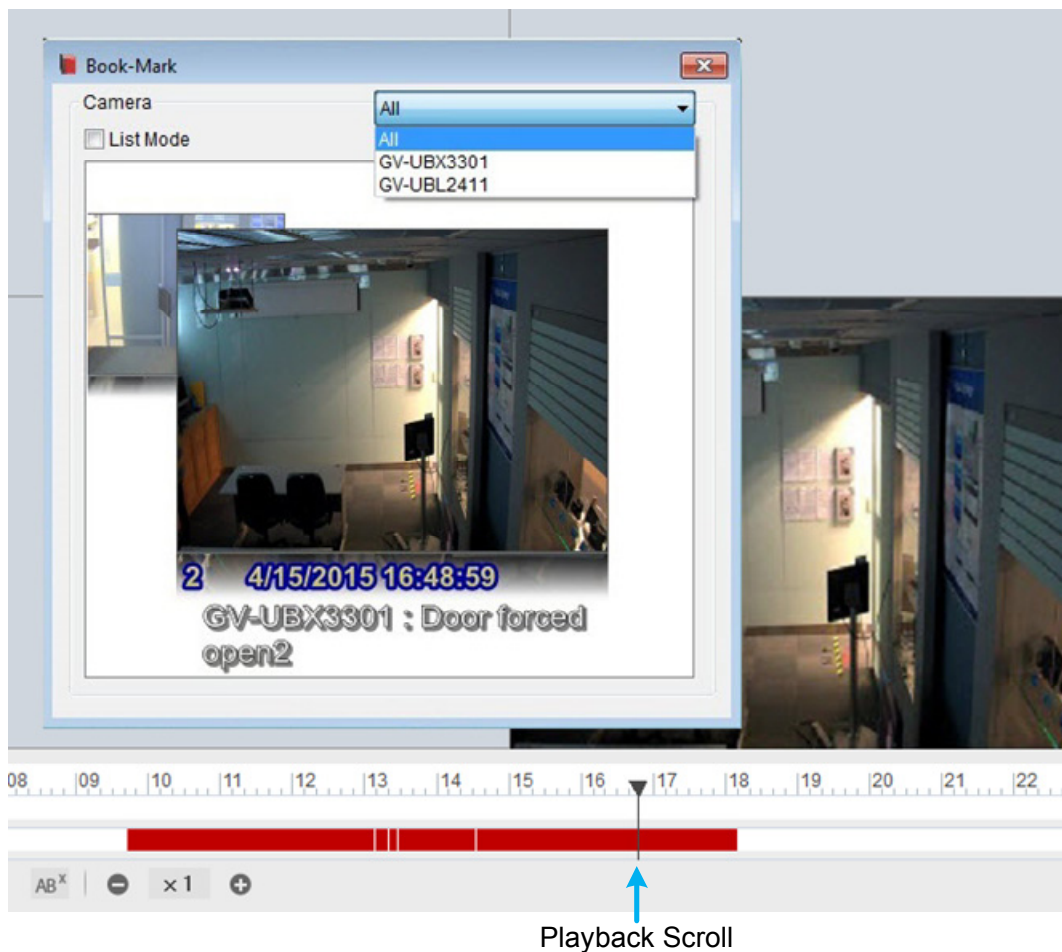 Book-Mark
Camera
All
List Mode
All
GV-UBX3301
GV-UBL2411
2 4/15/2015 16:48:59
GV-UBX3301 : Door forced
open2
08 09 10 11 12 13 14 15 16 17 18 19 20 21 22
ABX x 1
Playback Scroll